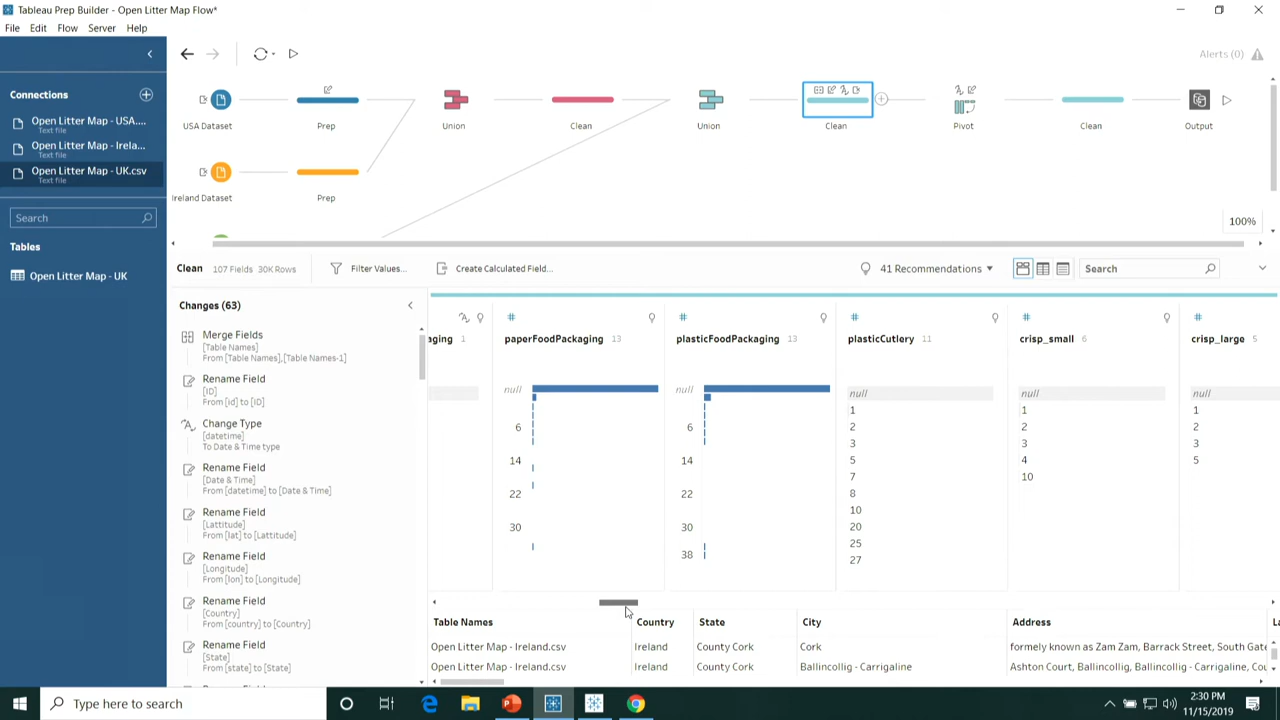 Tableau Prep Builder - Open Litter Map Flow*
File Edit Flow Server Help
Alerts (0)
Connections
Open Litter Map - USA....
Text file
Open Litter Map - Irela...
Text file
Open Litter Map - UK.csv
Text file
Search
Tables
Open Litter Map - UK
USA Dataset
Prep
Union
Clean
Union
Clean
Pivot
Clean
Output
Ireland Dataset
Prep
100%
Clean 107 Fields 30K Rows
Filter Values...
Create Calculated Field...
41 Recommendations
Search
Changes (63)
Merge Fields
[Table Names]
From [Table Names],[Table Names-1]
Rename Field
[ID]
From [id] to [ID]
Change Type
[datetime]
To Date & Time type
Rename Field
[Date & Time]
From [datetime] to [Date & Time]
Rename Field
[Lattitude]
From [lat] to [Lattitude]
Rename Field
[Longitude]
From [lon] to [Longitude]
Rename Field
[Country]
From [country] to [Country]
Rename Field
[State]
From [state] to [State]
aging 1
paperFoodPackaging 13
null
6
14
22
30
plasticFoodPackaging 13
null
6
14
22
30
38
plasticCutlery 11
null
1
2
3
5
7
8
10
20
25
27
crisp_small 6
null
1
2
3
4
10
crisp_large 5
null
1
2
3
5
Table Names Country State City Address La
Open Litter Map - Ireland.csv Ireland County Cork Cork formely known as Zam Zam, Barrack Street, South Gate
Open Litter Map - Ireland.csv Ireland County Cork Ballincollig - Carrigaline Ashton Court, Ballincollig, Ballincollig - Carrigaline, Cou
Type here to search
2:30 PM
11/15/2019